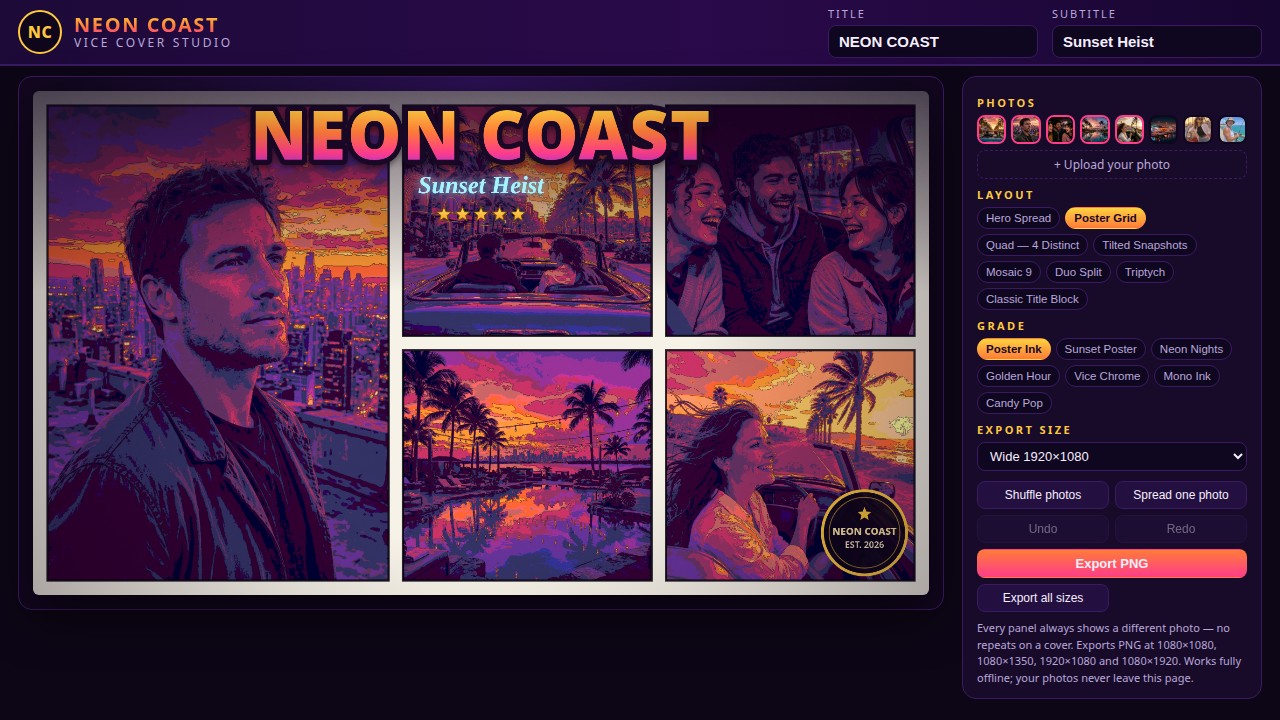 NC
NEON COAST
VICE COVER STUDIO
TITLE
NEON COAST
SUBTITLE
Sunset Heist
NEON COAST
Sunset Heist
NEON COAST
EST. 2026
PHOTOS
+ Upload your photo
LAYOUT
Hero Spread
Poster Grid
Quad — 4 Distinct
Tilted Snapshots
Mosaic 9
Duo Split
Triptych
Classic Title Block
GRADE
Poster Ink
Sunset Poster
Neon Nights
Golden Hour
Vice Chrome
Mono Ink
Candy Pop
EXPORT SIZE
Wide 1920×1080
Shuffle photos
Spread one photo
Undo
Redo
Export PNG
Export all sizes
Every panel always shows a different photo — no
repeats on a cover. Exports PNG at 1080×1080,
1080×1350, 1920×1080 and 1080×1920. Works fully
offline; your photos never leave this page.